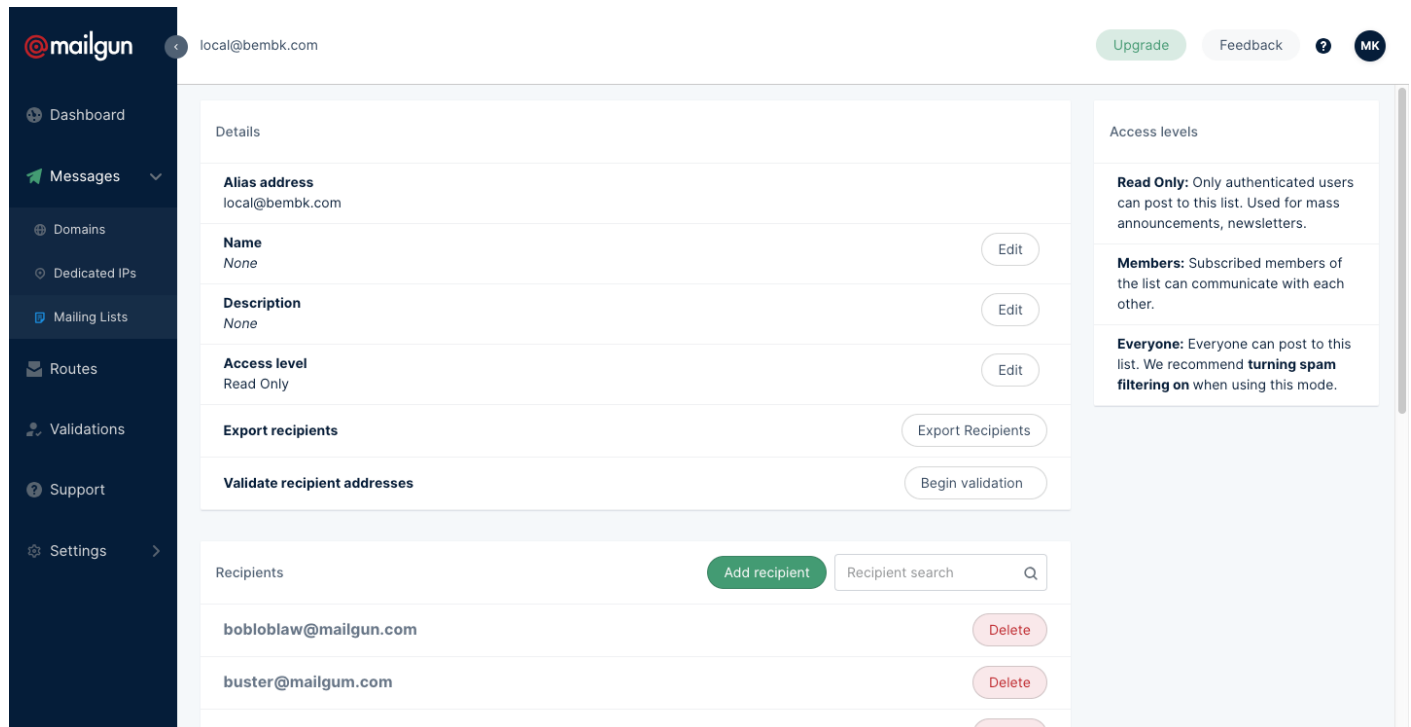 @mailgun
local@bembk.com
Upgrade
Feedback
?
MK
Dashboard
Messages
Domains
Dedicated IPs
Mailing Lists
Routes
Validations
Support
Settings
Details
Alias address
local@bembk.com
Name
None
Edit
Description
None
Edit
Access level
Read Only
Edit
Export recipients
Export Recipients
Validate recipient addresses
Begin validation
Recipients
Add recipient
Recipient search
bobloblaw@mailgun.com
Delete
buster@mailgum.com
Delete
Access levels
Read Only: Only authenticated users
can post to this list. Used for mass
announcements, newsletters.
Members: Subscribed members of
the list can communicate with each
other.
Everyone: Everyone can post to this
list. We recommend turning spam
filtering on when using this mode.